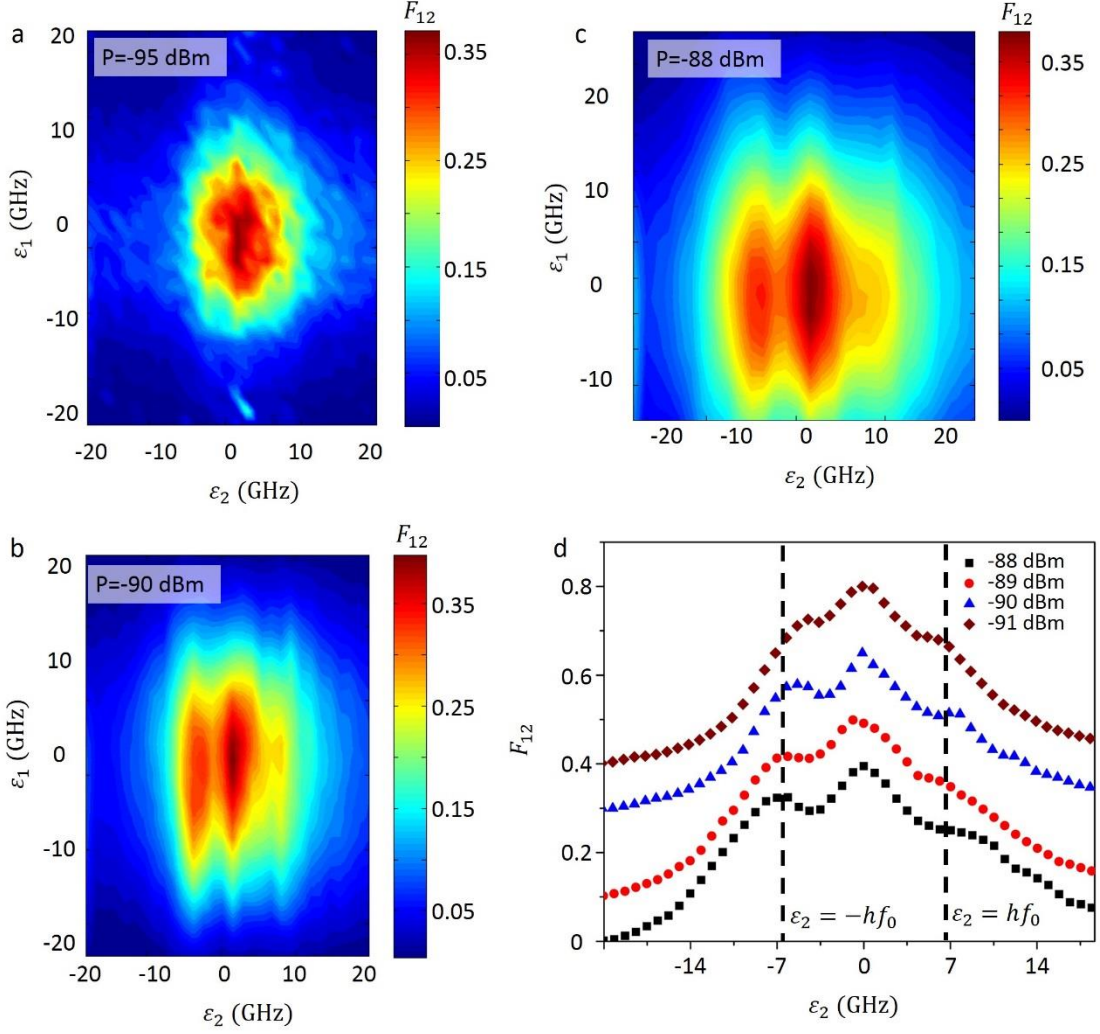 a
P=-95 dBm
F₁₂
20
10
0
-10
-20
ε₁ (GHz)
-20
-10
0
10
20
ε₂ (GHz)
0.35
0.25
0.15
0.05
c
P=-88 dBm
F₁₂
20
10
0
-10
ε₁ (GHz)
-20
-10
0
10
20
ε₂ (GHz)
0.35
0.25
0.15
0.05
b
P=-90 dBm
F₁₂
20
10
0
-10
-20
ε₁ (GHz)
-20
-10
0
10
20
ε₂ (GHz)
0.35
0.25
0.15
0.05
d
-88 dBm
-89 dBm
-90 dBm
-91 dBm
0.8
0.4
0.2
0
F₁₂
ε₂ = −hf₀
ε₂ = hf₀
-14
-7
0
7
14
ε₂ (GHz)